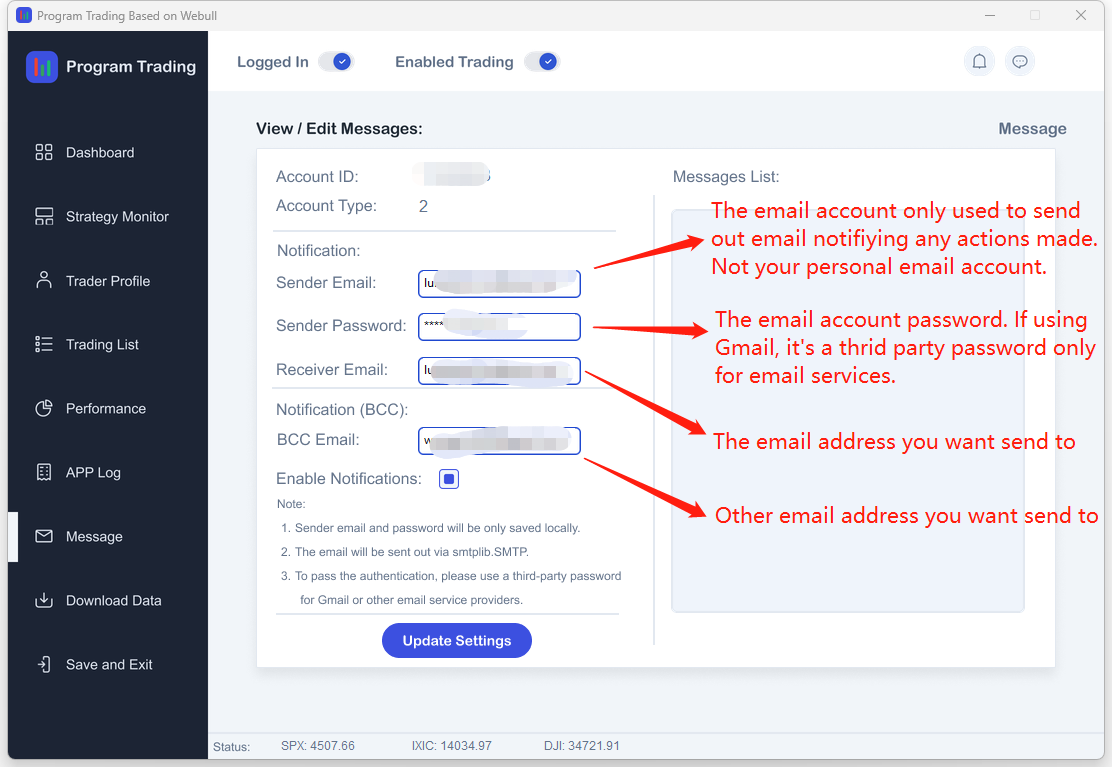 Program Trading Based on Webull
Program Trading
Logged In
Enabled Trading
Dashboard
Strategy Monitor
Trader Profile
Trading List
Performance
APP Log
Message
Download Data
Save and Exit
View / Edit Messages:
Message
Account ID:
Account Type: 2
Notification:
Sender Email: lu
Sender Password: ****
Receiver Email:
Notification (BCC):
BCC Email:
Enable Notifications:
Note:
1. Sender email and password will be only saved locally.
2. The email will be sent out via smtplib.SMTP.
3. To pass the authentication, please use a third-party password
for Gmail or other email service providers.
Update Settings
Messages List:
The email account only used to send
out email notifiying any actions made.
Not your personal email account.
The email account password. If using
Gmail, it's a thrid party password only
for email services.
The email address you want send to
Other email address you want send to
Status: SPX: 4507.66 IXIC: 14034.97 DJI: 34721.91